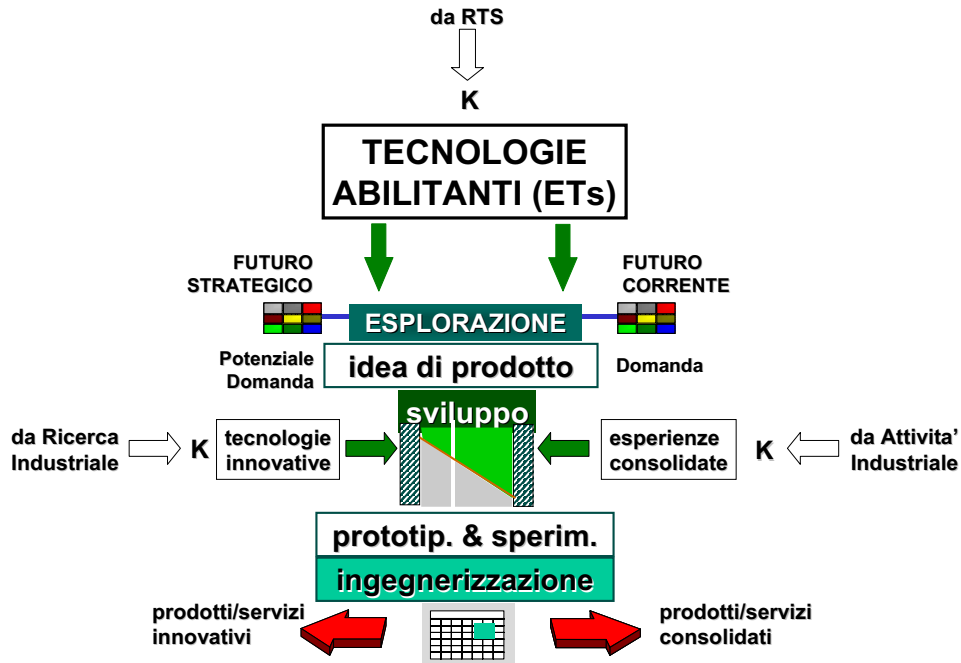 da RTS
K
TECNOLOGIE
ABILITANTI (ETs)
FUTURO
STRATEGICO
FUTURO
CORRENTE
ESPLORAZIONE
Potenziale
Domanda
idea di prodotto
Domanda
sviluppo
da Ricerca
Industriale
K
tecnologie
innovative
esperienze
consolidate
K
da Attivita’
Industriale
prototip. & sperim.
ingegnerizzazione
prodotti/servizi
innovativi
prodotti/servizi
consolidati